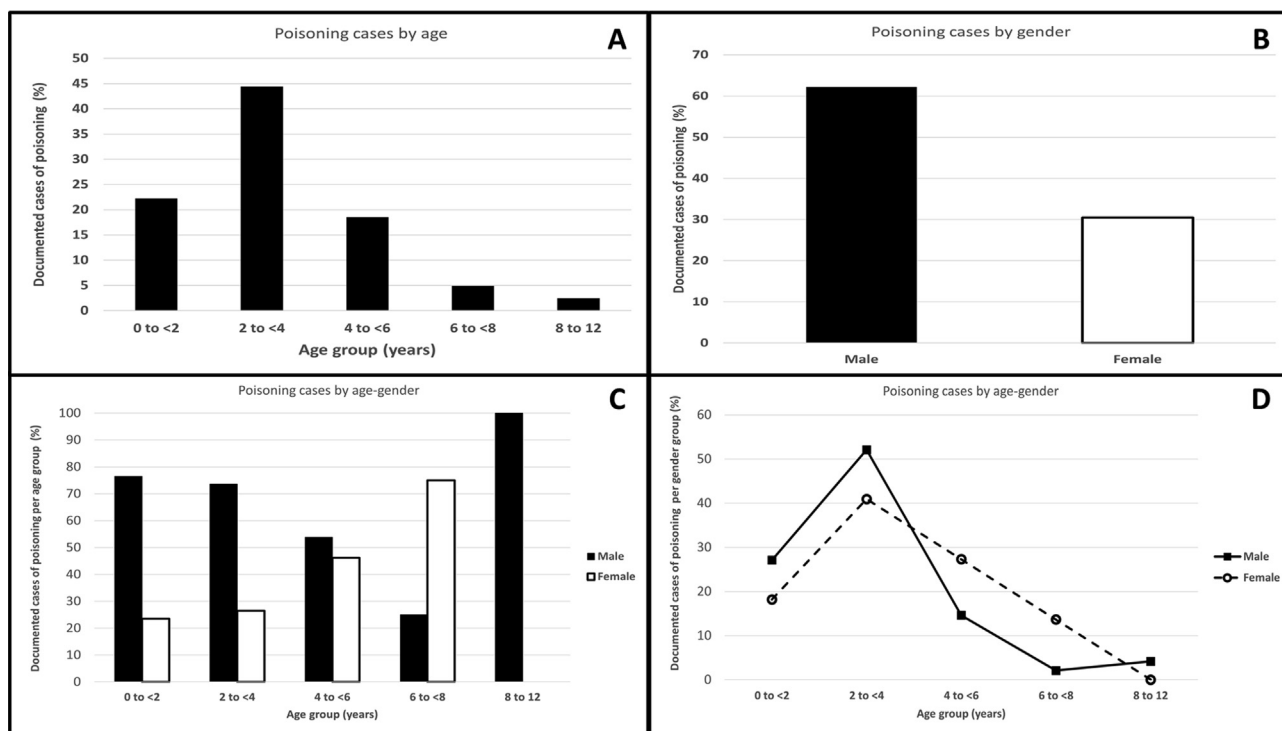 Poisoning cases by age
A
Documented cases of poisoning (%)
50
45
40
35
30
25
20
15
10
5
0
0 to <2 2 to <4 4 to <6 6 to <8 8 to 12
Age group (years)
Poisoning cases by gender
B
Documented cases of poisoning (%)
70
60
50
40
30
20
10
0
Male Female
Poisoning cases by age-gender
C
Documented cases of poisoning per age group (%)
100
90
80
70
60
50
40
30
20
10
0
0 to <2 2 to <4 4 to <6 6 to <8 8 to 12
Age group (years)
Male
Female
Poisoning cases by age-gender
D
Documented cases of poisoning per gender group (%)
60
50
40
30
20
10
0
0 to <2 2 to <4 4 to <6 6 to <8 8 to 12
Age group (years)
Male
Female